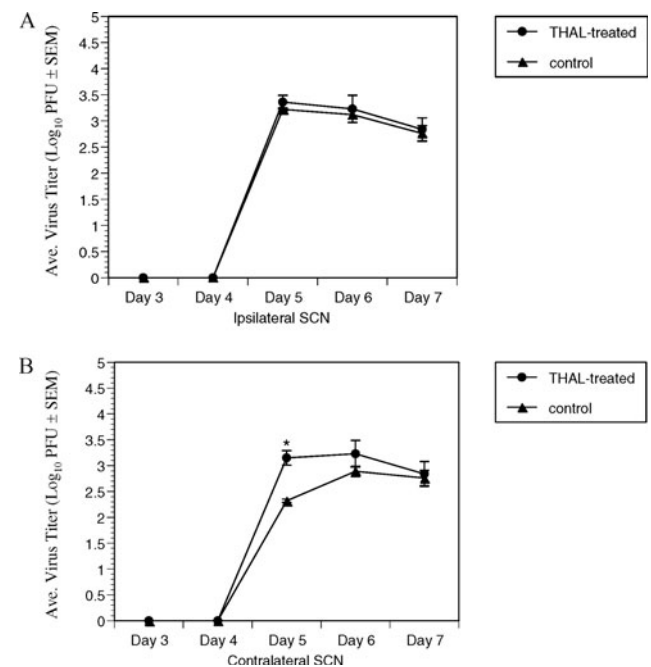 A
Ave. Virus Titer (Log10 PFU ± SEM)
5
4.5
4
3.5
3
2.5
2
1.5
1
0.5
0
Day 3 Day 4 Day 5 Day 6 Day 7
Ipsilateral SCN
THAL-treated
control
B
Ave. Virus Titer (Log10 PFU ± SEM)
5
4.5
4
3.5
3
2.5
2
1.5
1
0.5
0
*
Day 3 Day 4 Day 5 Day 6 Day 7
Contralateral SCN
THAL-treated
control